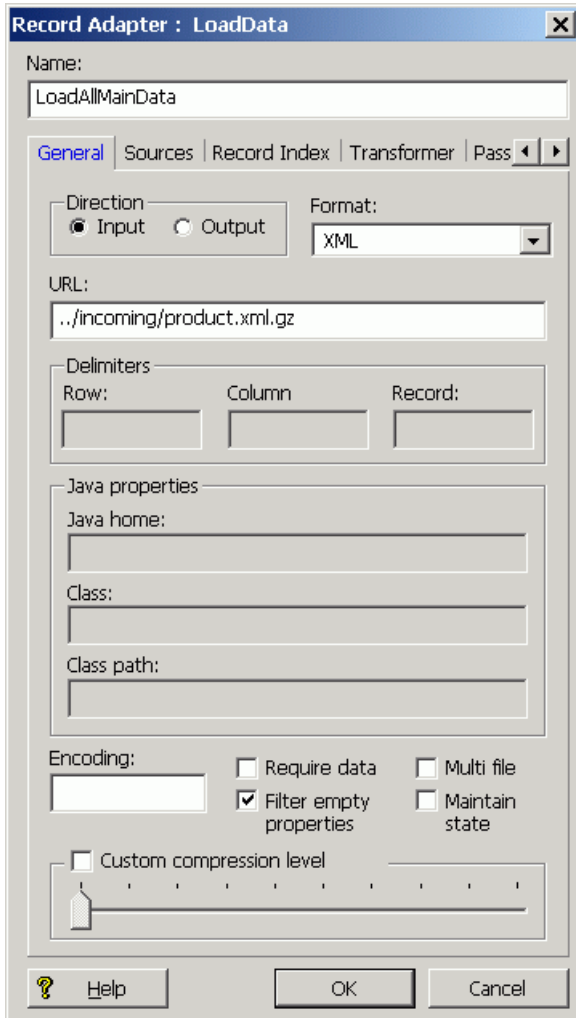 Record Adapter : LoadData
Name:
LoadAllMainData
General Sources Record Index Transformer Pass
Direction
Input Output
Format:
XML
URL:
../incoming/product.xml.gz
Delimiters
Row: Column Record:
Java properties
Java home:
Class:
Class path:
Encoding:
Require data Multi file
Filter empty properties
Maintain state
Custom compression level
Help OK Cancel